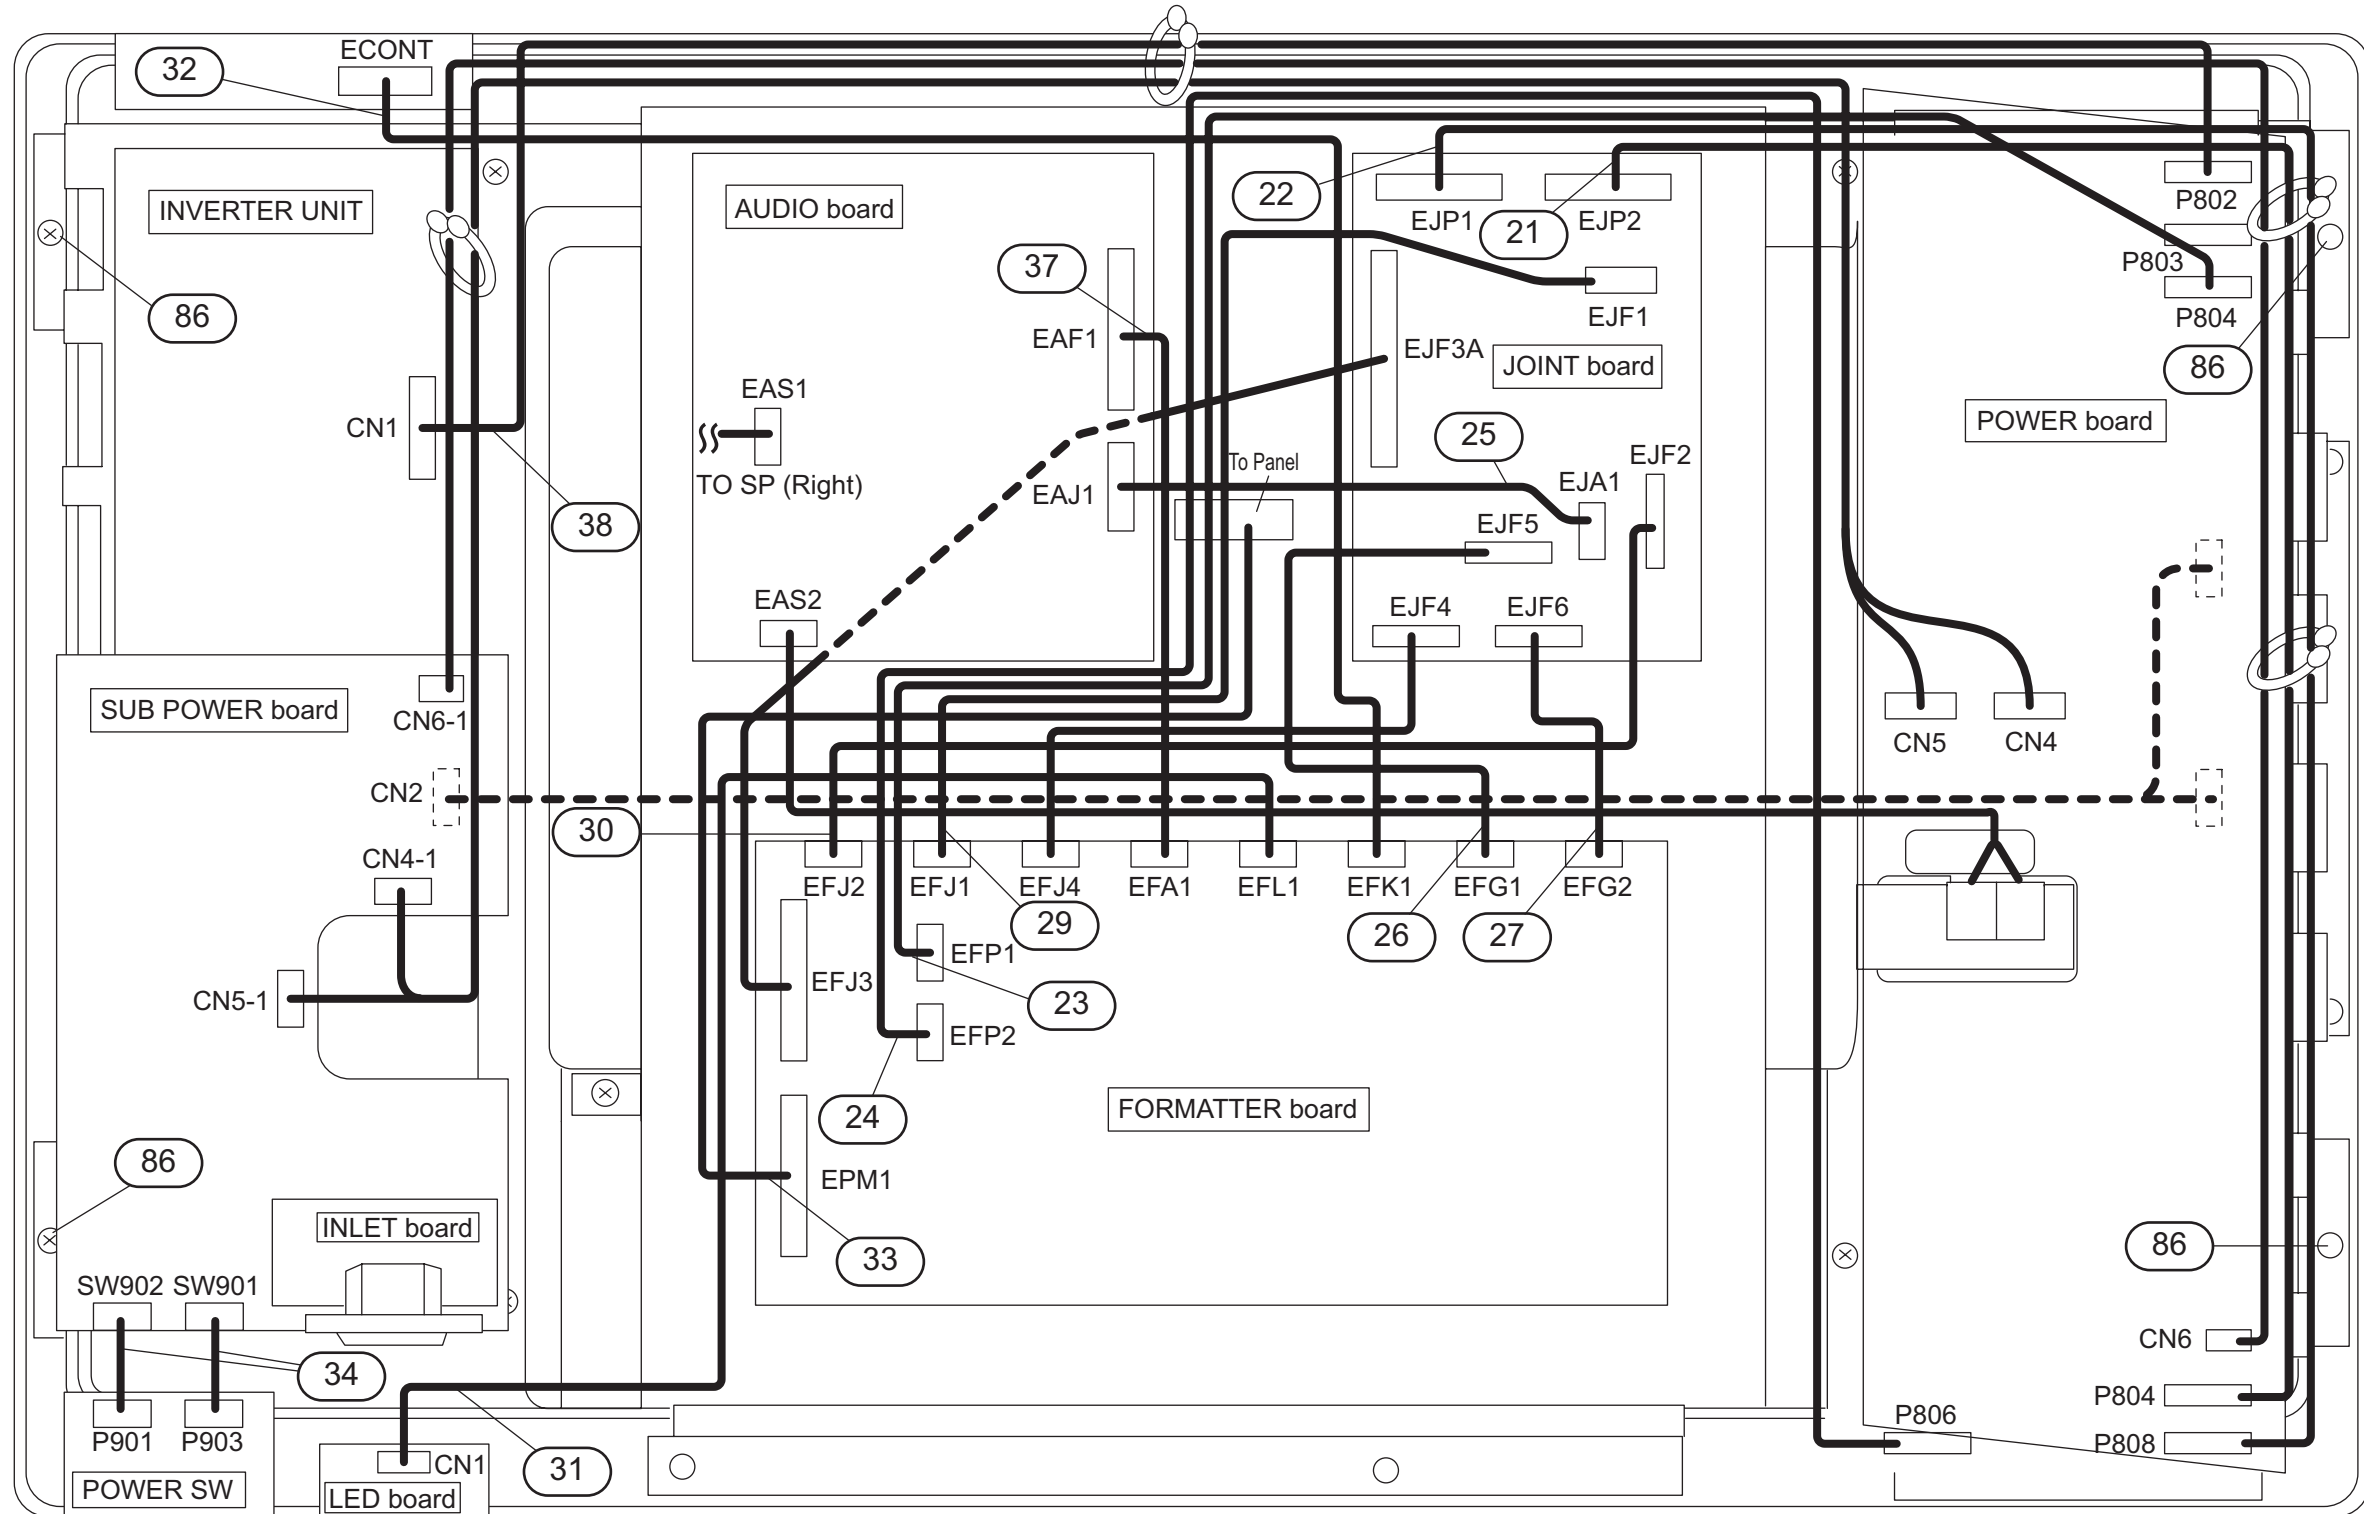 ECONT
32
INVERTER UNIT
AUDIO board
22
EJP1
21
EJP2
P802
P803
P804
37
86
EAF1
EJF1
EJF3A
JOINT board
86
EAS1
CN1
TO SP (Right)
To Panel
25
EJF2
EJA1
POWER board
38
EAJ1
EJF5
EAS2
EJF4
EJF6
SUB POWER board
CN6-1
CN5
CN4
CN2
30
CN4-1
EFJ2
EFJ1
EFJ4
EFA1
EFL1
EFK1
EFG1
EFG2
29
26
27
EFP1
EFJ3
CN5-1
23
EFP2
24
FORMATTER board
86
EPM1
INLET board
33
86
SW902
SW901
CN6
34
P804
P806
P901
P903
P808
CN1
31
POWER SW
LED board